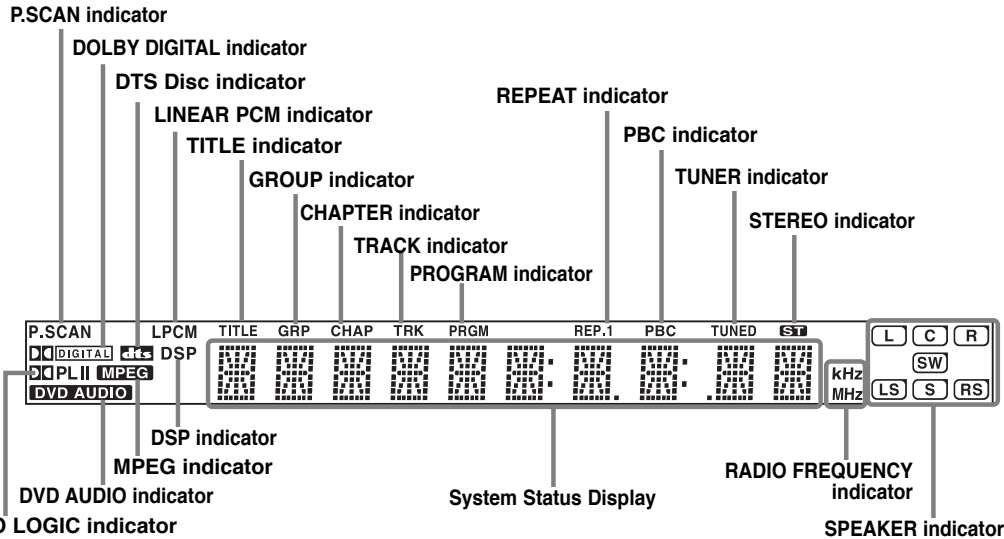 P.SCAN indicator
DOLBY DIGITAL indicator
DTS Disc indicator
LINEAR PCM indicator
TITLE indicator
GROUP indicator
CHAPTER indicator
TRACK indicator
PROGRAM indicator
REPEAT indicator
PBC indicator
TUNER indicator
STEREO indicator
P.SCAN LPCM TITLE GRP CHAP TRK PRGM REP.1 PBC TUNED ST
DIGITAL dts DSP
PL II MPEG
DVD AUDIO
kHz
MHz
L C R
SW
LS S RS
DSP indicator
MPEG indicator
DVD AUDIO indicator
LOGIC indicator
System Status Display
RADIO FREQUENCY
indicator
SPEAKER indicator